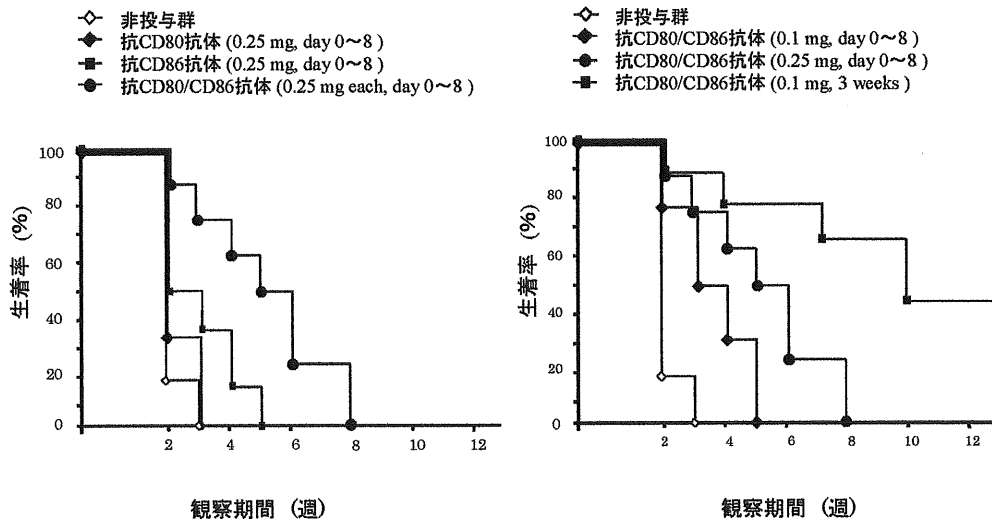 非投与群
抗CD80抗体 (0.25 mg, day 0〜8 )
抗CD86抗体 (0.25 mg, day 0〜8 )
抗CD80/CD86抗体 (0.25 mg each, day 0〜8 )
生着率 (%)
100
80
60
40
20
0
2 4 6 8 10 12
観察期間 (週)
非投与群
抗CD80/CD86抗体 (0.1 mg, day 0〜8 )
抗CD80/CD86抗体 (0.25 mg, day 0〜8 )
抗CD80/CD86抗体 (0.1 mg, 3 weeks )
生着率 (%)
100
80
60
40
20
0
2 4 6 8 10 12
観察期間 (週)